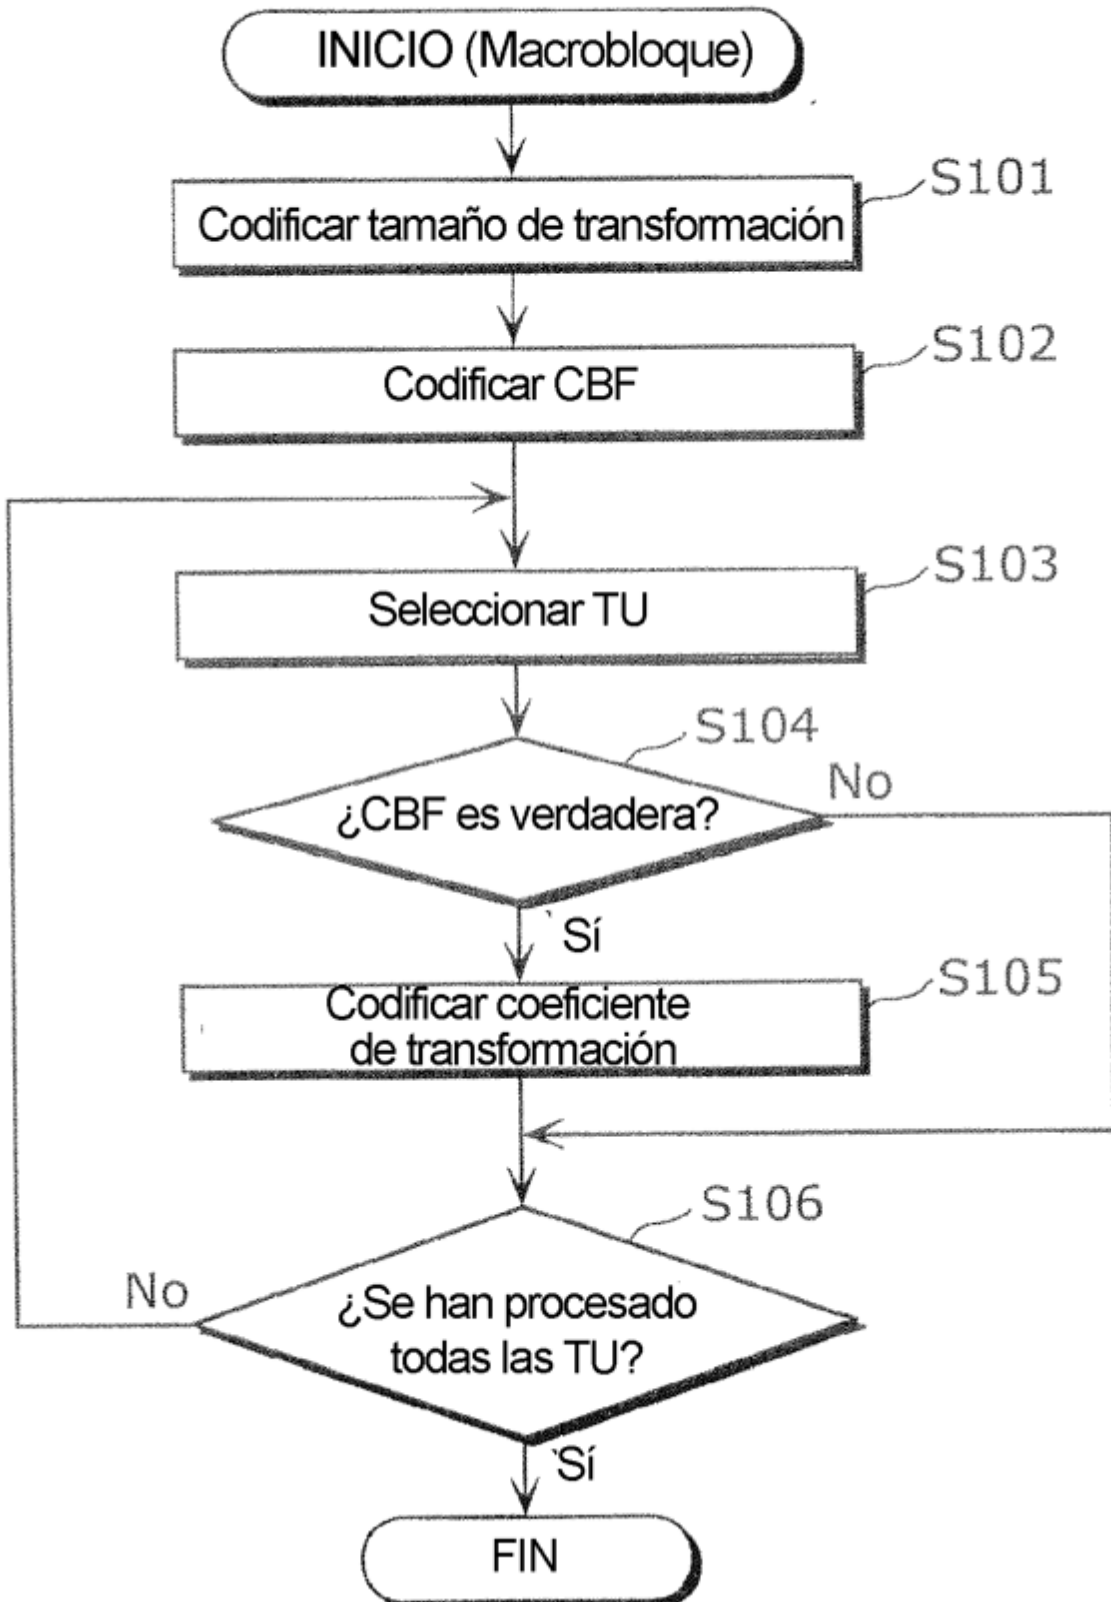 INICIO (Macrobloque)
S101
Codificar tamaño de transformación
S102
Codificar CBF
S103
Seleccionar TU
S104
No
¿CBF es verdadera?
Sí
S105
Codificar coeficiente
de transformación
S106
No
¿Se han procesado
todas las TU?
Sí
FIN